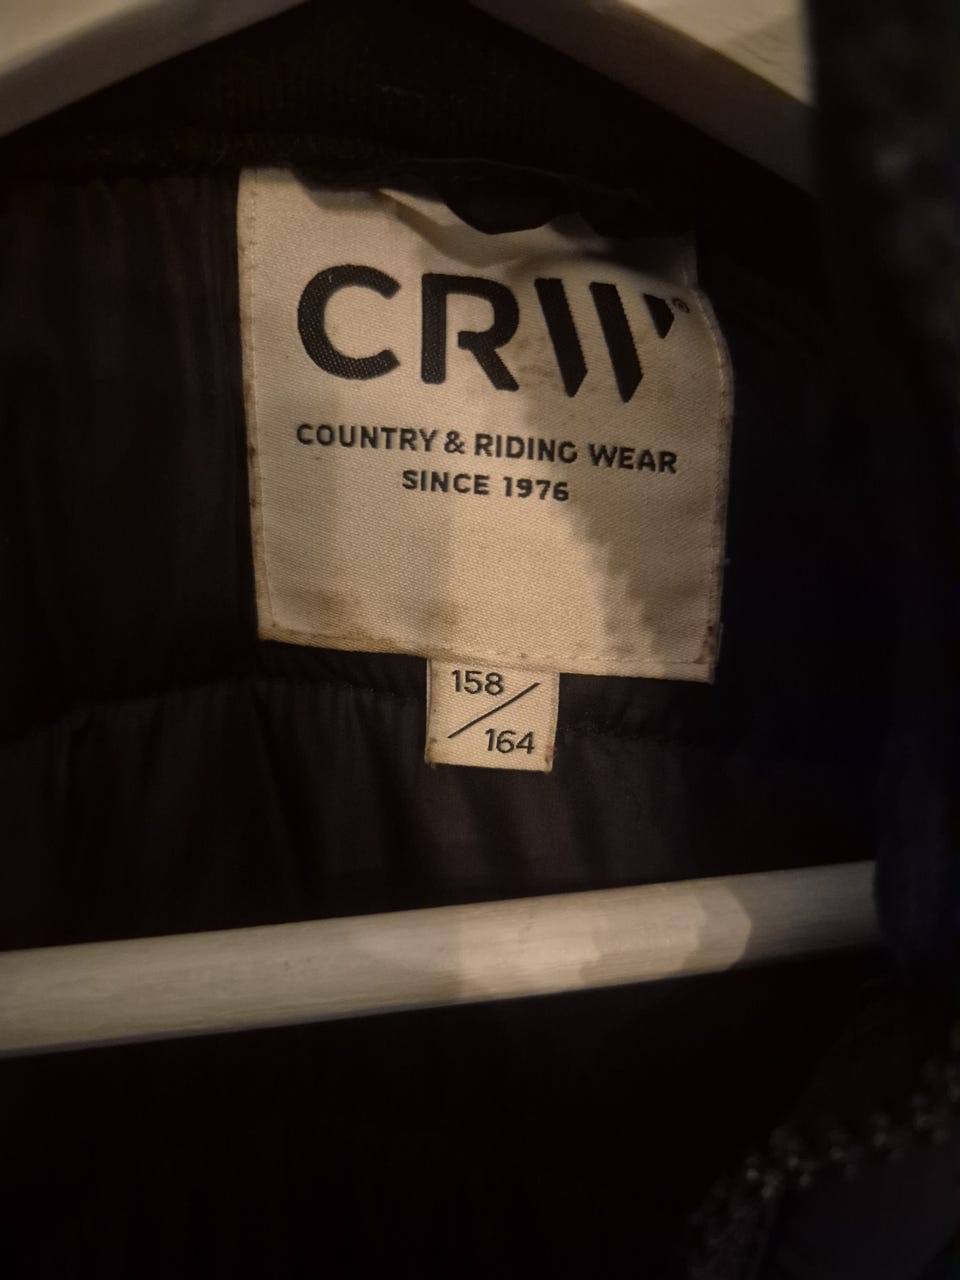 CRW®
COUNTRY & RIDING WEAR
SINCE 1976
158/
164